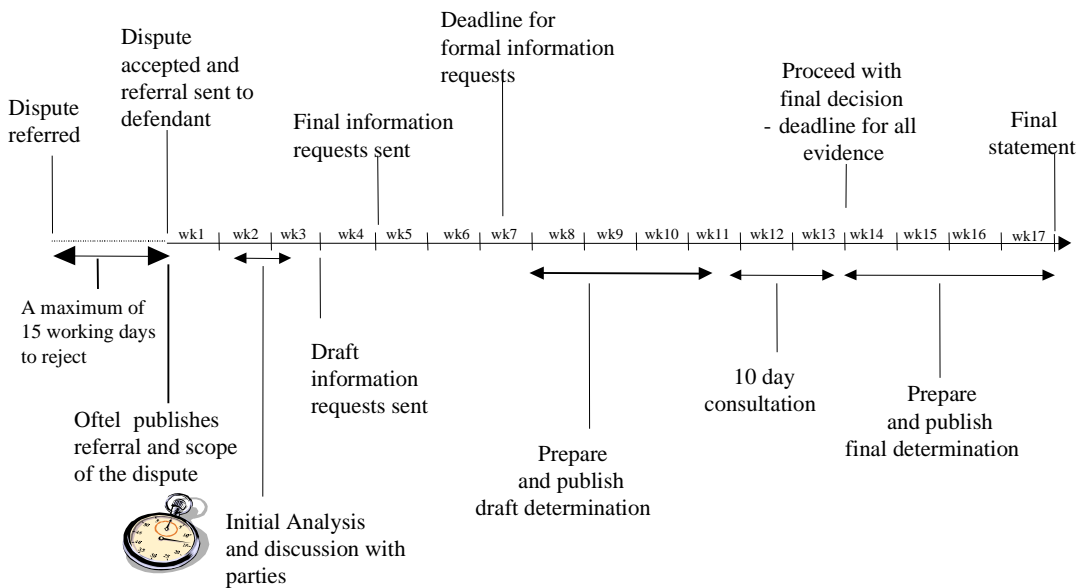 Dispute
referred
Dispute
accepted and
referral sent to
defendant
Final information
requests sent
Deadline for
formal information
requests
Proceed with
final decision
- deadline for all
evidence
Final
statement
wk1 wk2 wk3 wk4 wk5 wk6 wk7 wk8 wk9 wk10 wk11 wk12 wk13 wk14 wk15 wk16 wk17
A maximum of
15 working days
to reject
Oftel publishes
referral and scope
of the dispute
Initial Analysis
and discussion with
parties
Draft
information
requests sent
Prepare
and publish
draft determination
10 day
consultation
Prepare
and publish
final determination